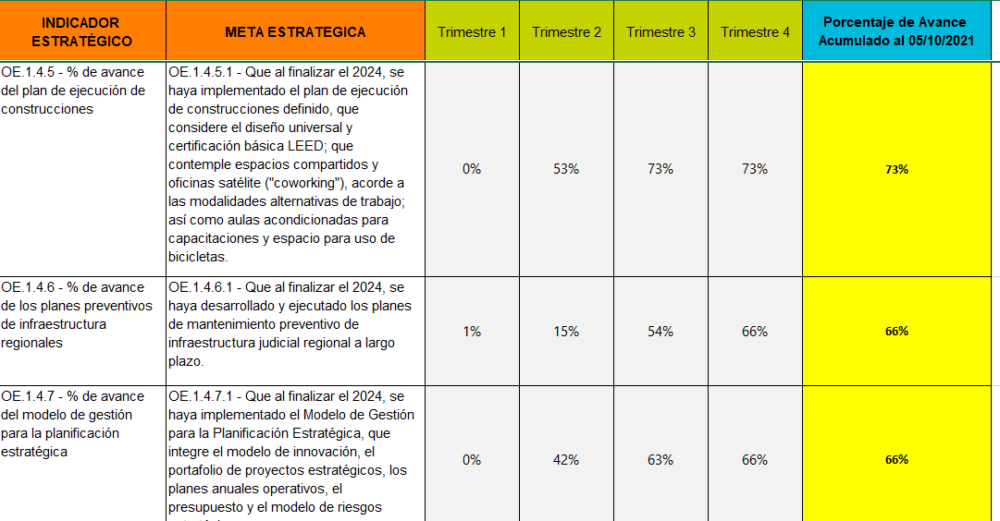 INDICADOR
ESTRATÉGICO
META ESTRATEGICA
Trimestre 1
Trimestre 2
Trimestre 3
Trimestre 4
Porcentaje de Avance
Acumulado al 05/10/2021
OE.1.4.5 - % de avance
del plan de ejecución de
construcciones
OE.1.4.5.1 - Que al finalizar el 2024, se
haya implementado el plan de ejecución
de construcciones definido, que
considere el diseño universal y
certificación básica LEED; que
contemple espacios compartidos y
oficinas satélite ("coworking"), acorde a
las modalidades alternativas de trabajo;
así como aulas acondicionadas para
capacitaciones y espacio para uso de
bicicletas.
0%
53%
73%
73%
73%
OE.1.4.6 - % de avance
de los planes preventivos
de infraestructura
regionales
OE.1.4.6.1 - Que al finalizar el 2024, se
haya desarrollado y ejecutado los planes
de mantenimiento preventivo de
infraestructura judicial regional a largo
plazo.
1%
15%
54%
66%
66%
OE.1.4.7 - % de avance
del modelo de gestión
para la planificación
estratégica
OE.1.4.7.1 - Que al finalizar el 2024, se
haya implementado el Modelo de Gestión
para la Planificación Estratégica, que
integre el modelo de innovación, el
portafolio de proyectos estratégicos, los
planes anuales operativos, el
presupuesto y el modelo de riesgos
0%
42%
63%
66%
66%